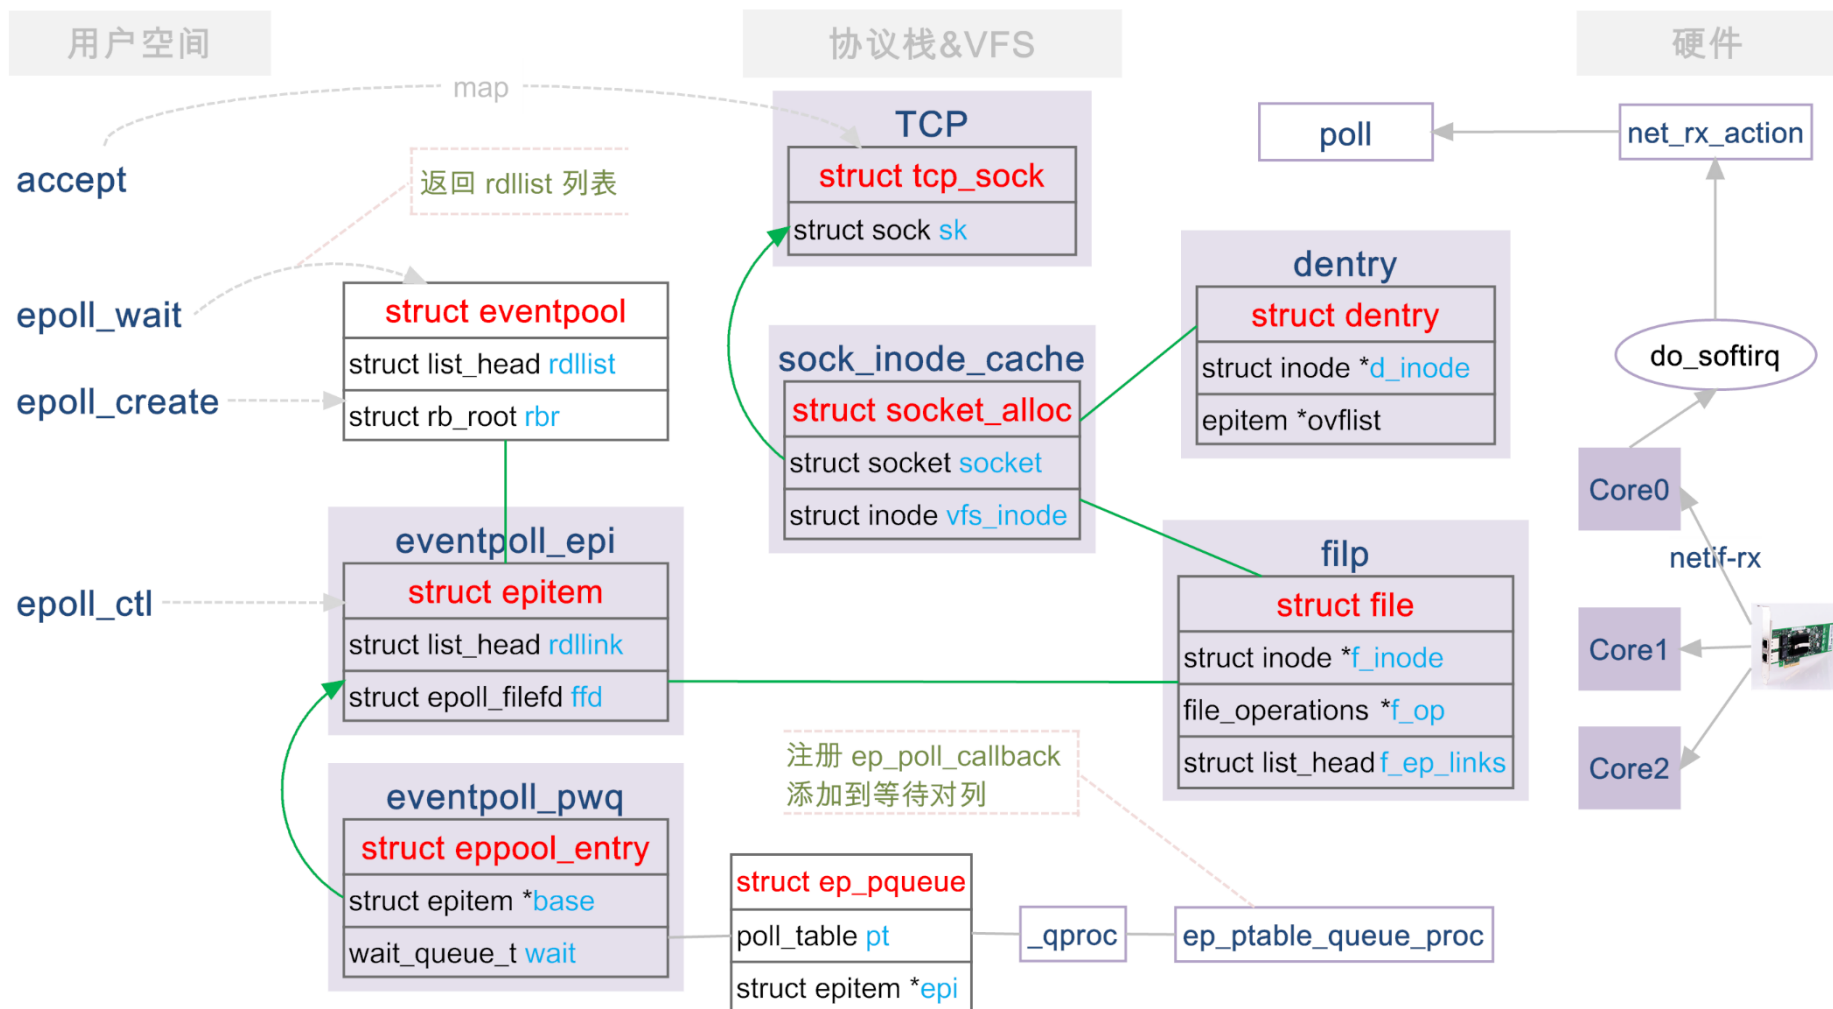 用户空间
协议栈&VFS
硬件
map
accept
返回 rdllist 列表
epoll_wait
epoll_create
epoll_ctl
struct eventpool
struct list_head rdllist
struct rb_root rbr
eventpoll_epi
struct epitem
struct list_head rdllink
struct epoll_filefd ffd
eventpoll_pwq
struct eppool_entry
struct epitem *base
wait_queue_t wait
TCP
struct tcp_sock
struct sock sk
sock_inode_cache
struct socket_alloc
struct socket socket
struct inode vfs_inode
dentry
struct dentry
struct inode *d_inode
epitem *ovflist
filp
struct file
struct inode *f_inode
file_operations *f_op
struct list_head f_ep_links
注册 ep_poll_callback
添加到等待对列
struct ep_pqueue
poll_table pt
struct epitem *epi
_qproc
ep_ptable_queue_proc
poll
net_rx_action
do_softirq
Core0
netif-rx
Core1
Core2